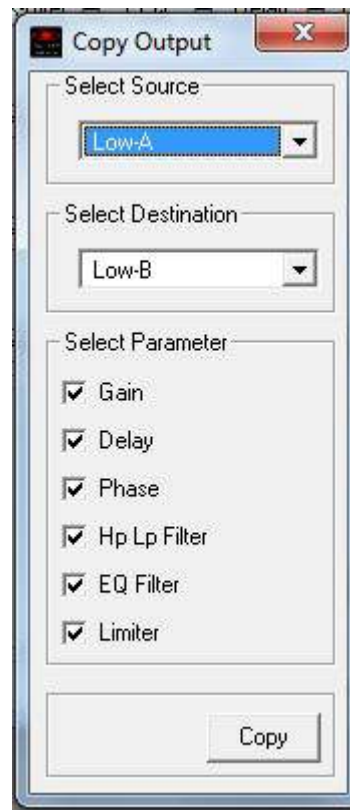 Copy Output
Select Source
Low-A
Select Destination
Low-B
Select Parameter
Gain
Delay
Phase
Hp Lp Filter
EQ Filter
Limiter
Copy